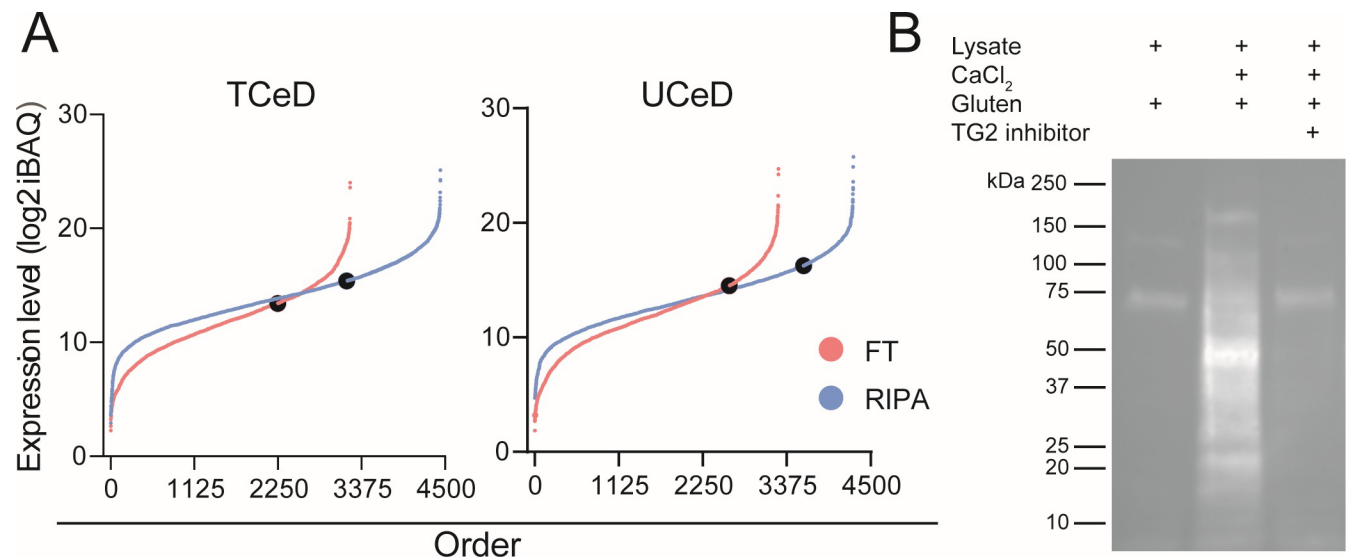 A
TCeD
UCeD
Expression level (log2 iBAQ)
30
20
10
0
0 1125 2250 3375 4500
30
20
10
0
0 1125 2250 3375 4500
FT
RIPA
Order
B
Lysate + + +
CaCl₂ + +
Gluten + + +
TG2 inhibitor +
kDa 250
150
100
75
50
37
25
20
10